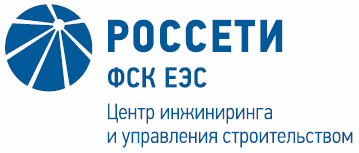 РОССЕТИ
ФСК ЕЭС
Центр инжиниринга
и управления строительством